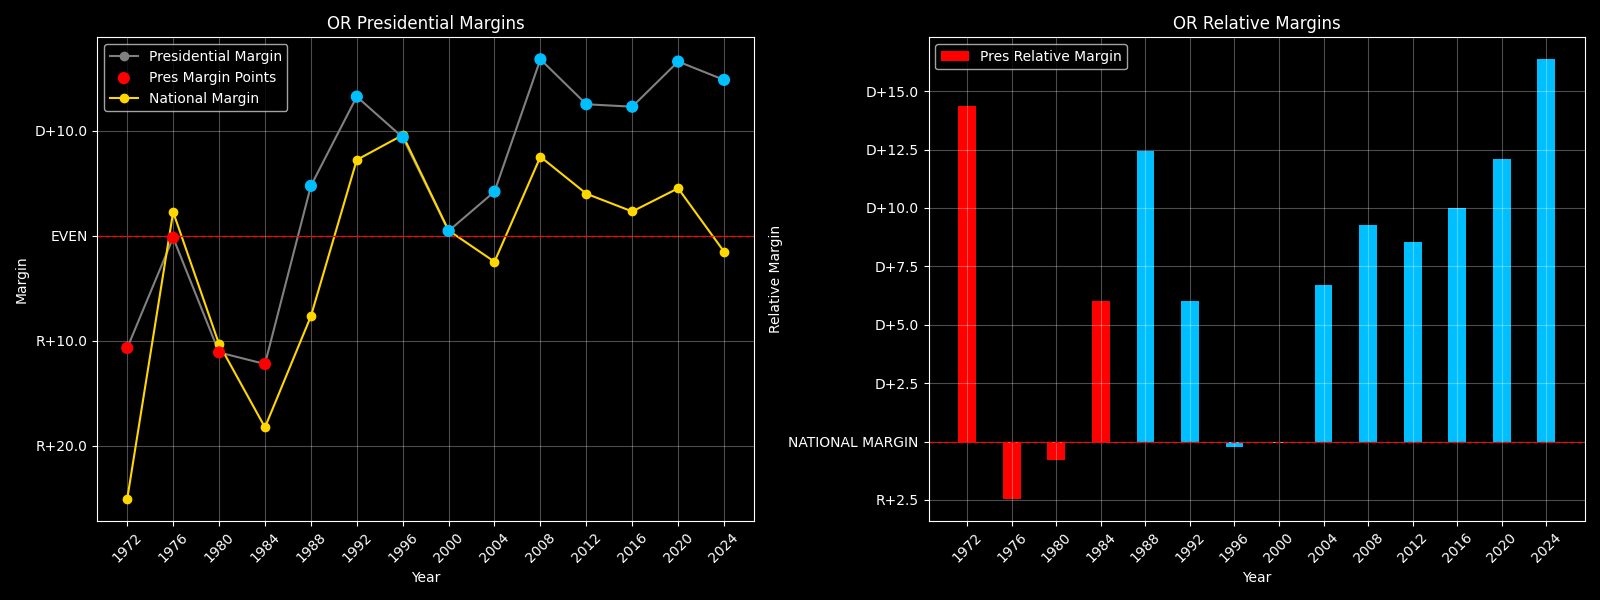 OR Presidential Margins
Presidential Margin
Pres Margin Points
National Margin
D+10.0
EVEN
R+10.0
R+20.0
Margin
1972
1976
1980
1984
1988
1992
1996
2000
2004
2008
2012
2016
2020
2024
Year
OR Relative Margins
Pres Relative Margin
D+15.0
D+12.5
D+10.0
D+7.5
D+5.0
D+2.5
NATIONAL MARGIN
R+2.5
Relative Margin
1972
1976
1980
1984
1988
1992
1996
2000
2004
2008
2012
2016
2020
2024
Year